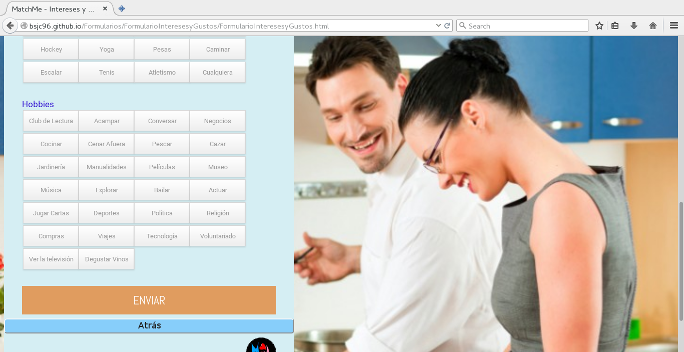 MatchMe - Intereses y ...
bsjc96.github.io/Formularios/FormularioInteresesyGustos/FormularioInteresesyGustos.html
Search
Hockey Yoga Pesas Caminar
Escalar Tenis Atletismo Cualquiera
Hobbies
Club de Lectura Acampar Conversar Negocios
Cocinar Cenar Afuera Pescar Cazar
Jardinería Manualidades Películas Museo
Música Explorar Bailar Actuar
Jugar Cartas Deportes Política Religión
Compras Viajes Tecnología Voluntariado
Ver la televisión Degustar Vinos
ENVIAR
Atrás